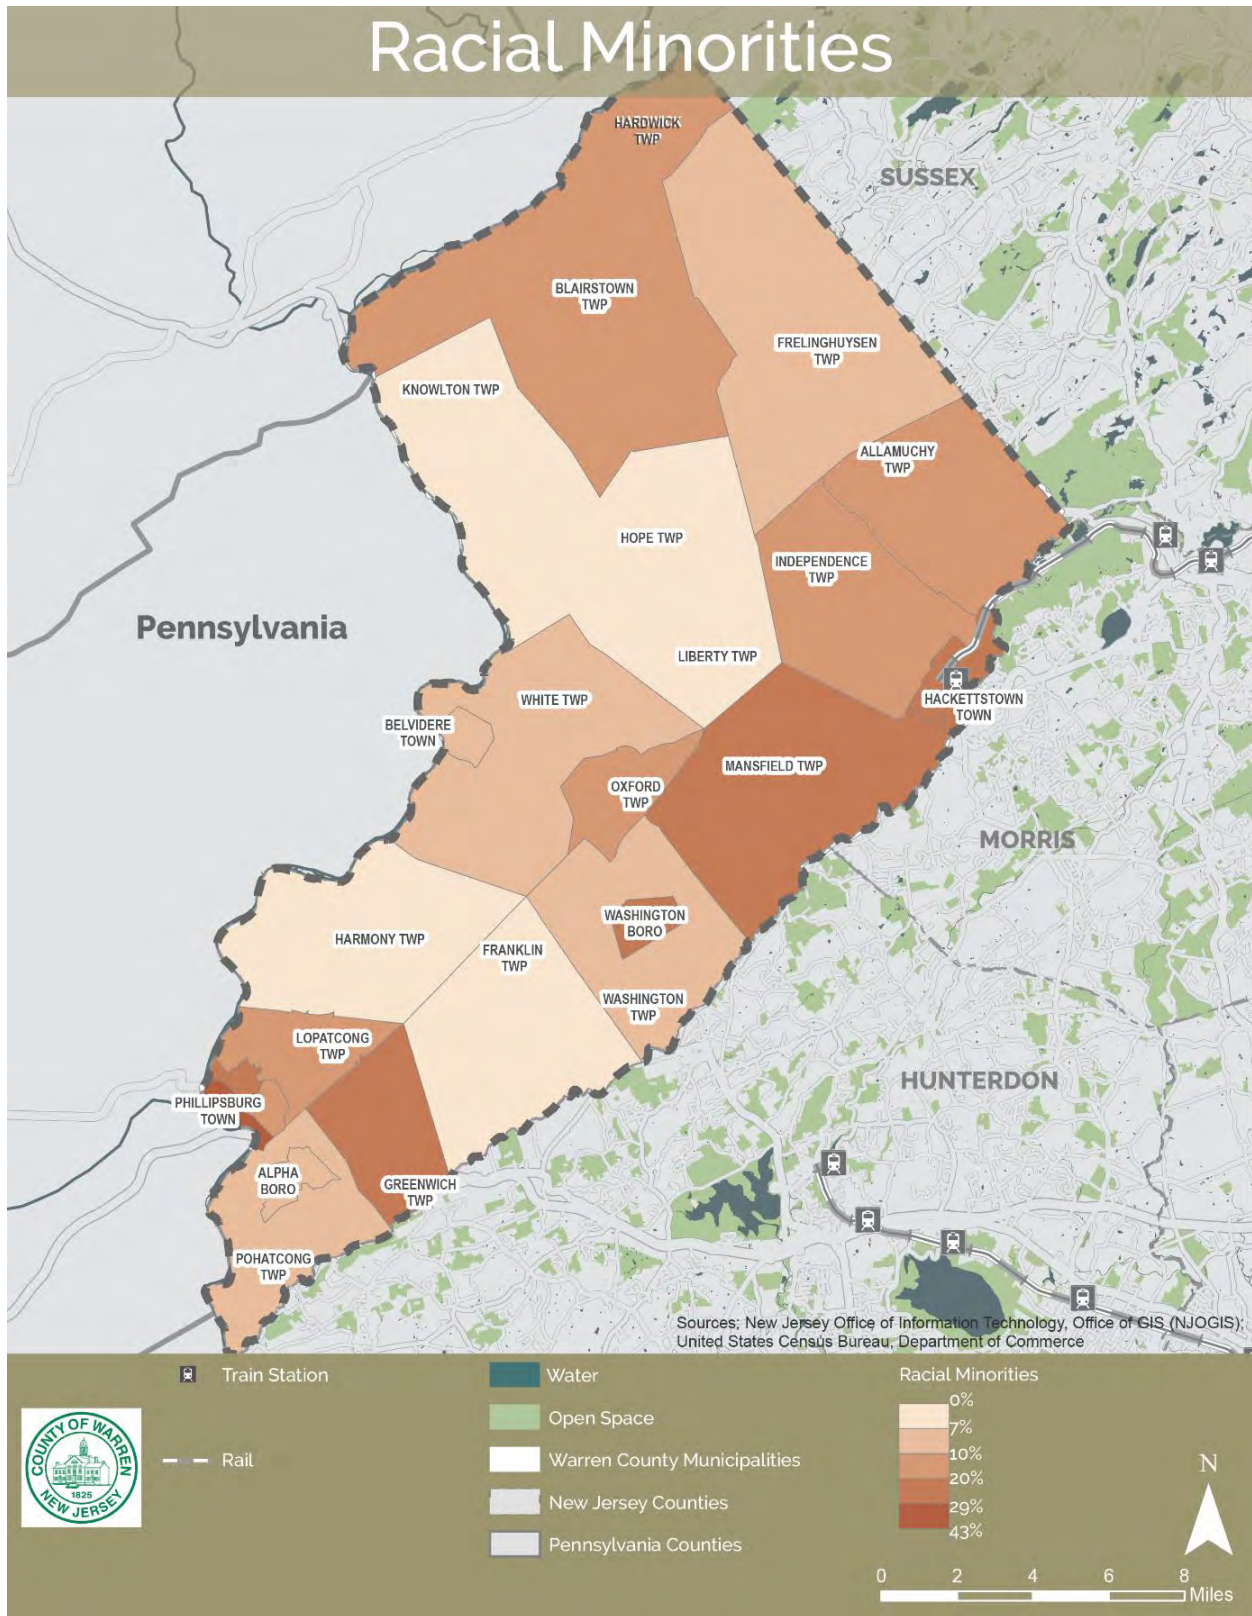 Racial Minorities
HARDWICK
TWP
SUSSEX
BLAIRSTOWN
TWP
FRELINGHUYSEN
TWP
KNOWLTON TWP
ALLAMUCHY
TWP
HOPE TWP
INDEPENDENCE
TWP
Pennsylvania
LIBERTY TWP
WHITE TWP
HACKETTSTOWN
TOWN
BELVIDERE
TOWN
MANSFIELD TWP
OXFORD
TWP
MORRIS
WASHINGTON
BORO
HARMONY TWP
FRANKLIN
TWP
WASHINGTON
TWP
LOPATCONG
TWP
HUNTERDON
PHILLIPSBURG
TOWN
ALPHA
BORO
GREENWICH
TWP
POHATCONG
TWP
Sources; New Jersey Office of Information Technology, Office of GIS (NJOGIS);
United States Census Bureau, Department of Commerce
Train Station
Rail
COUNTY OF WARREN
1825
NEW JERSEY
Water
Open Space
Warren County Municipalities
New Jersey Counties
Pennsylvania Counties
Racial Minorities
0%
7%
10%
20%
29%
43%
N
0 2 4 6 8
Miles